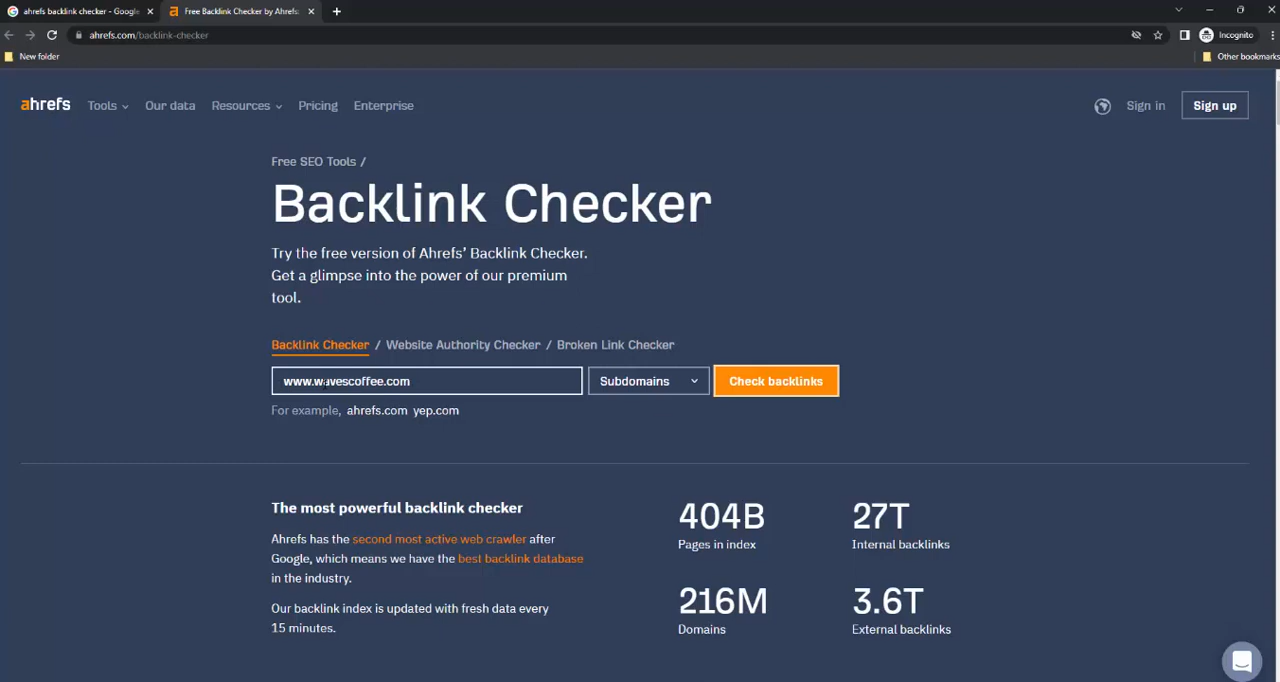 ahrefs backlink checker - Google
Free Backlink Checker by Ahrefs:
ahrefs.com/backlink-checker
Incognito
New folder
Other bookmarks
ahrefs
Tools
Our data
Resources
Pricing
Enterprise
Sign in
Sign up
Free SEO Tools /
Backlink Checker
Try the free version of Ahrefs' Backlink Checker.
Get a glimpse into the power of our premium
tool.
Backlink Checker / Website Authority Checker / Broken Link Checker
www.wavescoffee.com
Subdomains
Check backlinks
For example, ahrefs.com yep.com
The most powerful backlink checker
Ahrefs has the second most active web crawler after
Google, which means we have the best backlink database
in the industry.
Our backlink index is updated with fresh data every
15 minutes.
404B
Pages in index
27T
Internal backlinks
216M
Domains
3.6T
External backlinks